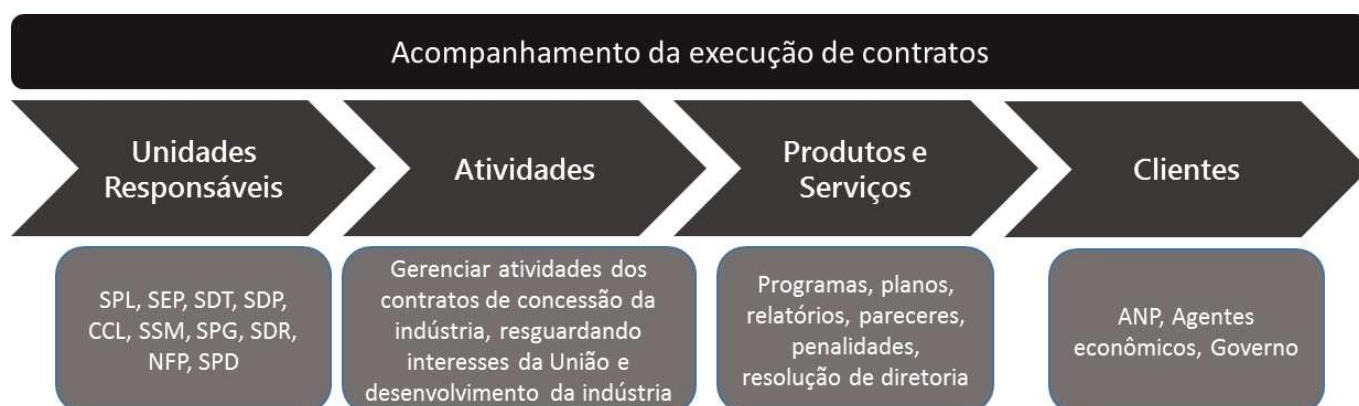 Acompanhamento da execução de contratos
Unidades
Responsáveis
Atividades
Produtos e
Serviços
Clientes
SPL, SEP, SDT, SDP,
CCL, SSM, SPG, SDR,
NFP, SPD
Gerenciar atividades dos
contratos de concessão da
indústria, resguardando
interesses da União e
desenvolvimento da indústria
Programas, planos,
relatórios, pareceres,
penalidades,
resolução de diretoria
ANP, Agentes
econômicos, Governo